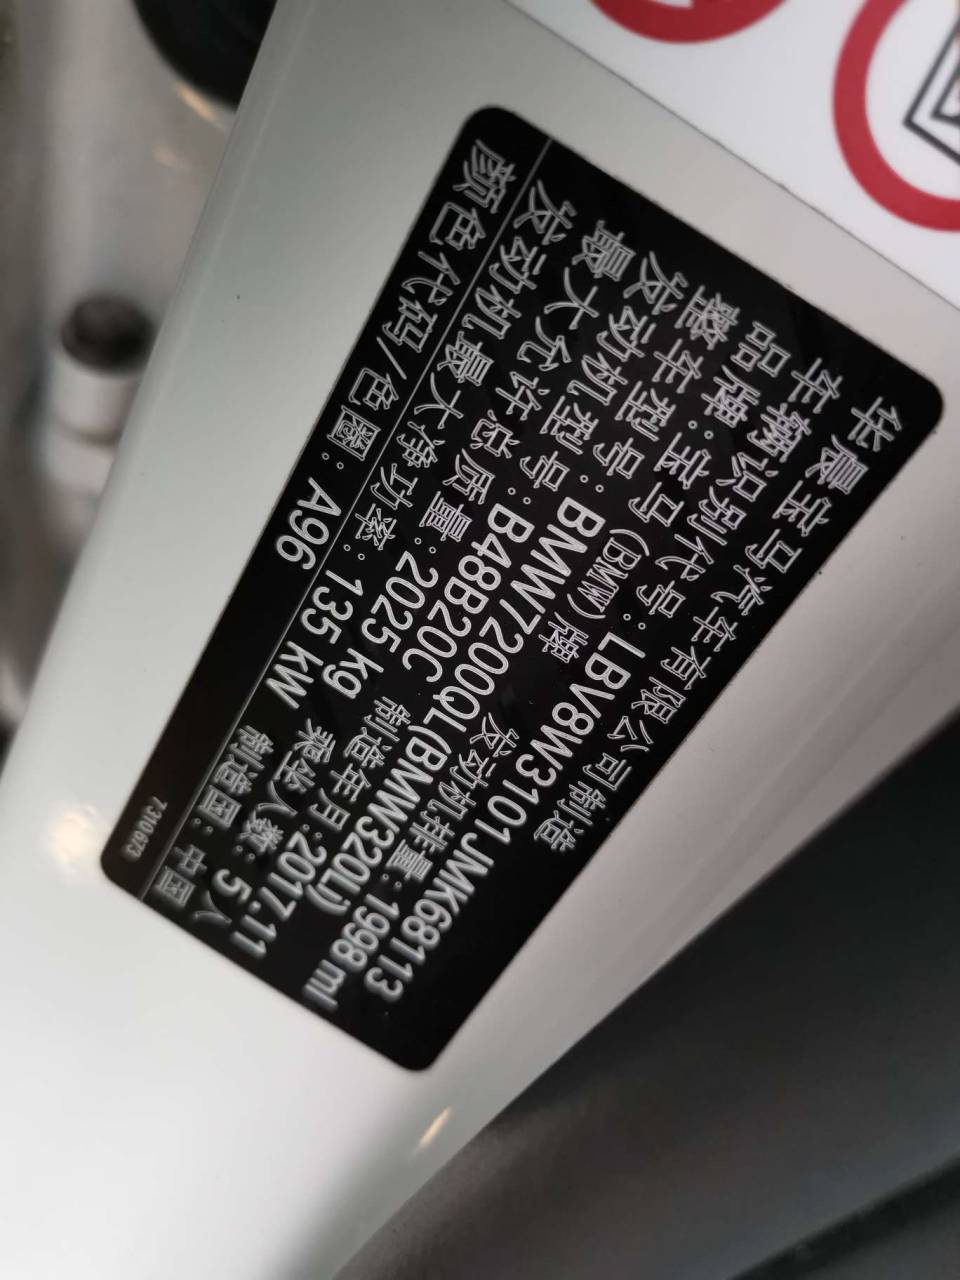 华晨宝马汽车有限公司制造
车辆识别代号: LBV8W3101JMK68113
品牌:宝马(BMW)牌
整车型号: BMW7200QL(BMW320Li)
发动机型号: B48B20C 发动机排量: 1998 ml
最大允许总质量: 2025 kg 制造年月: 2017.11
发动机最大净功率: 135 kW 乘坐人数: 5人
制造国: 中国
颜色代码/色圈: A96
7310673